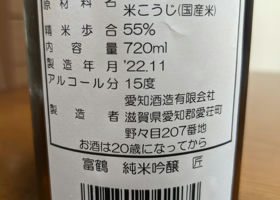 原材料名
米こうじ(国産米)
精米歩合 55%
内容量 720ml
製造年月 '22.11
アルコール分 15度
製造者 愛知酒造有限会社
滋賀県愛知郡愛荘町
野々目207番地
お酒は20歳になってから
富鶴 純米吟醸 匠